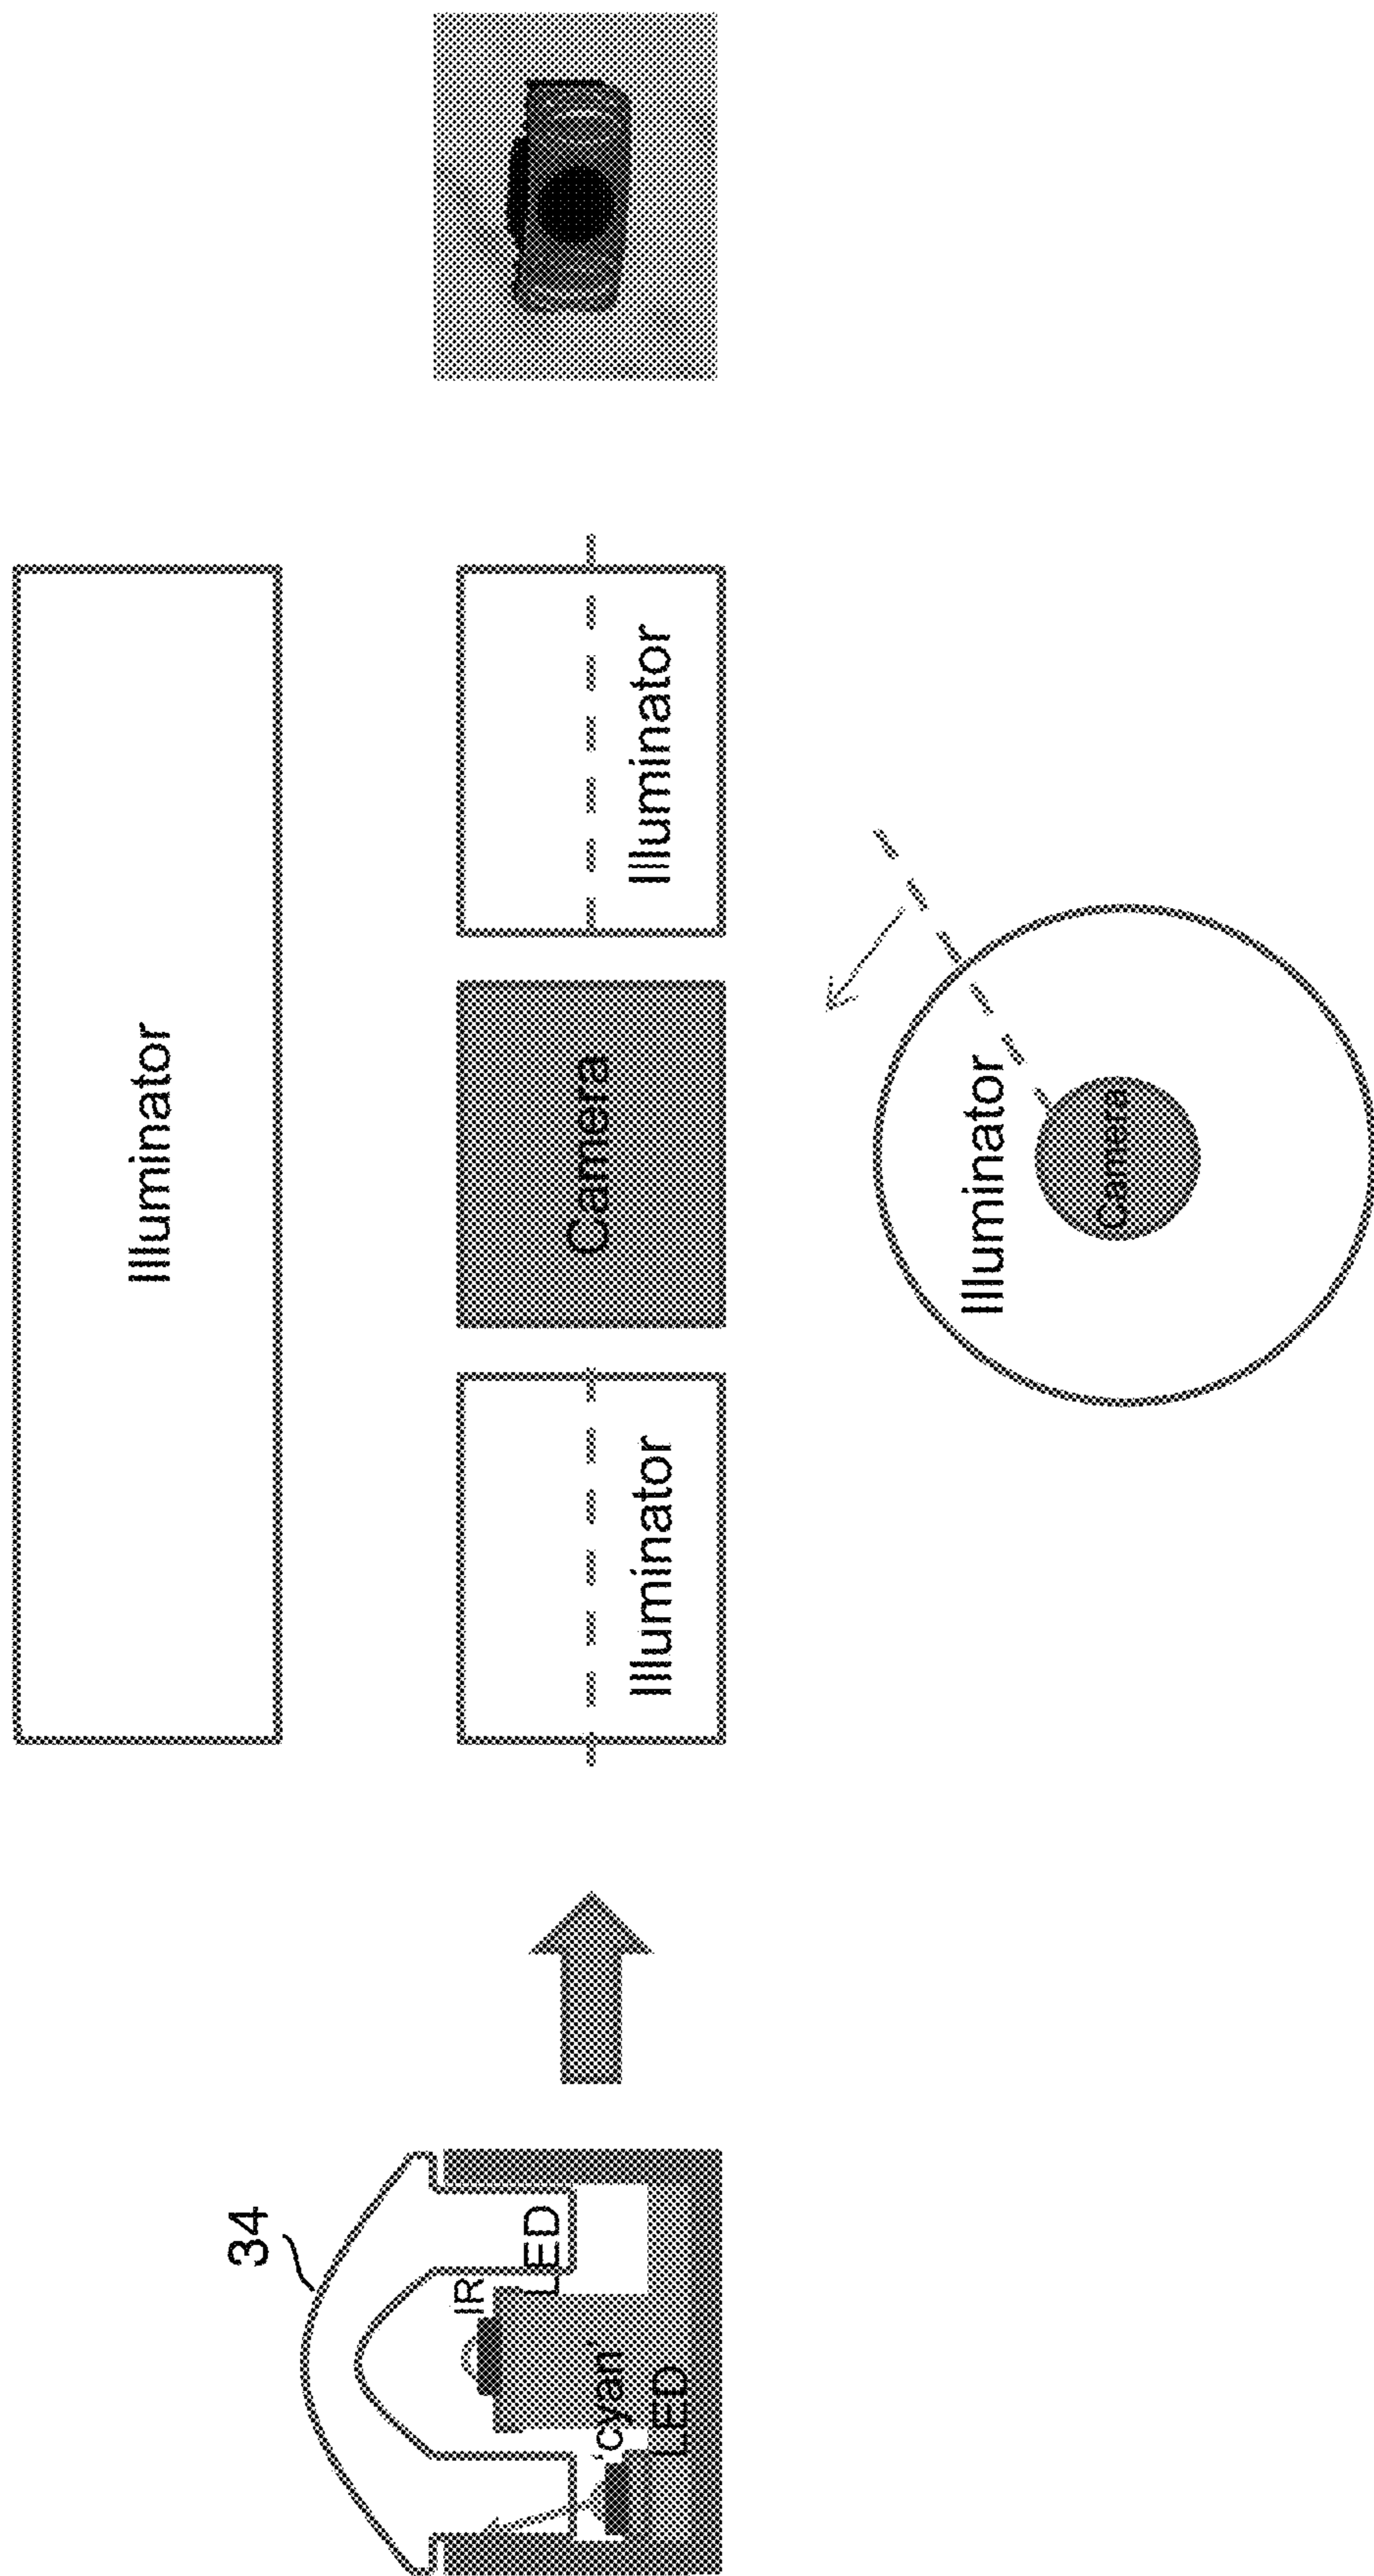 34
IR
LED
'cyan'
LED
Illuminator
Illuminator
Camera
Illuminator
Illuminator
Camera